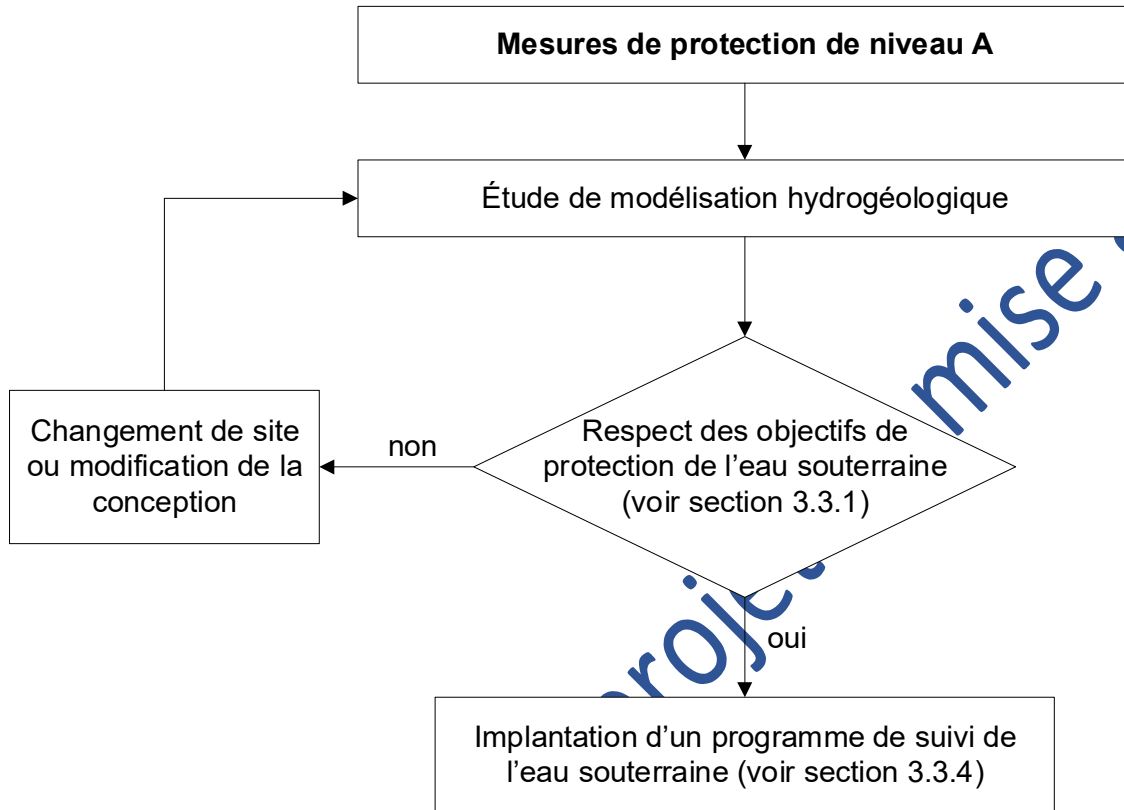 Mesures de protection de niveau A
Étude de modélisation hydrogéologique
Respect des objectifs de
protection de l'eau souterraine
(voir section 3.3.1)
non
Changement de site
ou modification de la
conception
oui
Implantation d'un programme de suivi de
l'eau souterraine (voir section 3.3.4)
mise